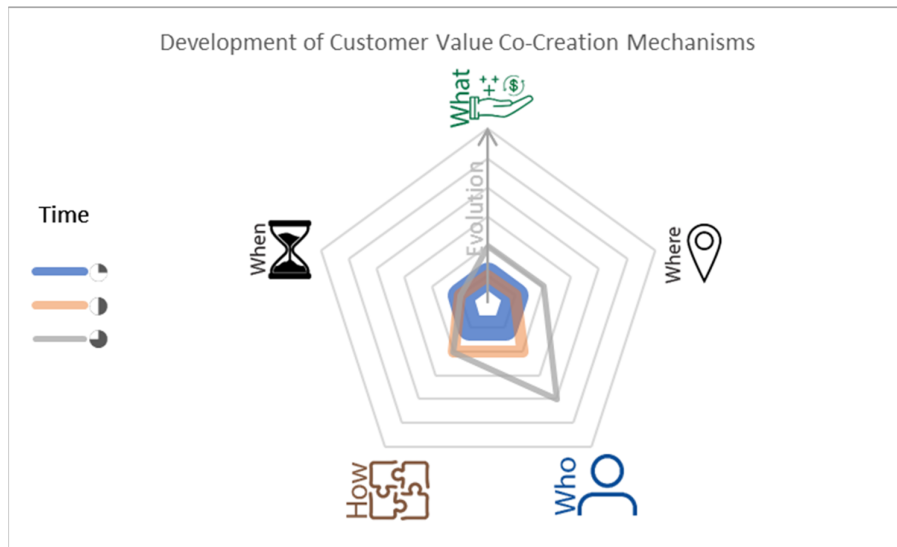 Development of Customer Value Co-Creation Mechanisms
What
++
+
$
Evolution
Time
When
Where
How
Who